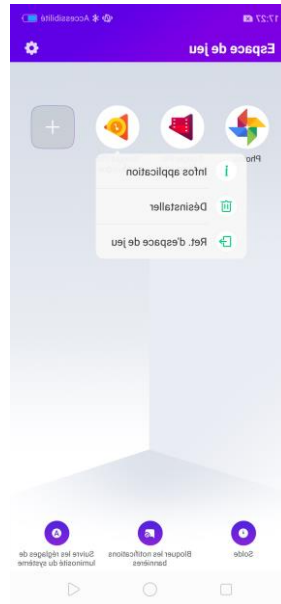 17:27 Accessibilité
Espace de jeu
Infos application
Désinstaller
Ret. d'espace de jeu
Solde
Bloquer les notifications
bannières
Suivre les réglages de
luminosité du système